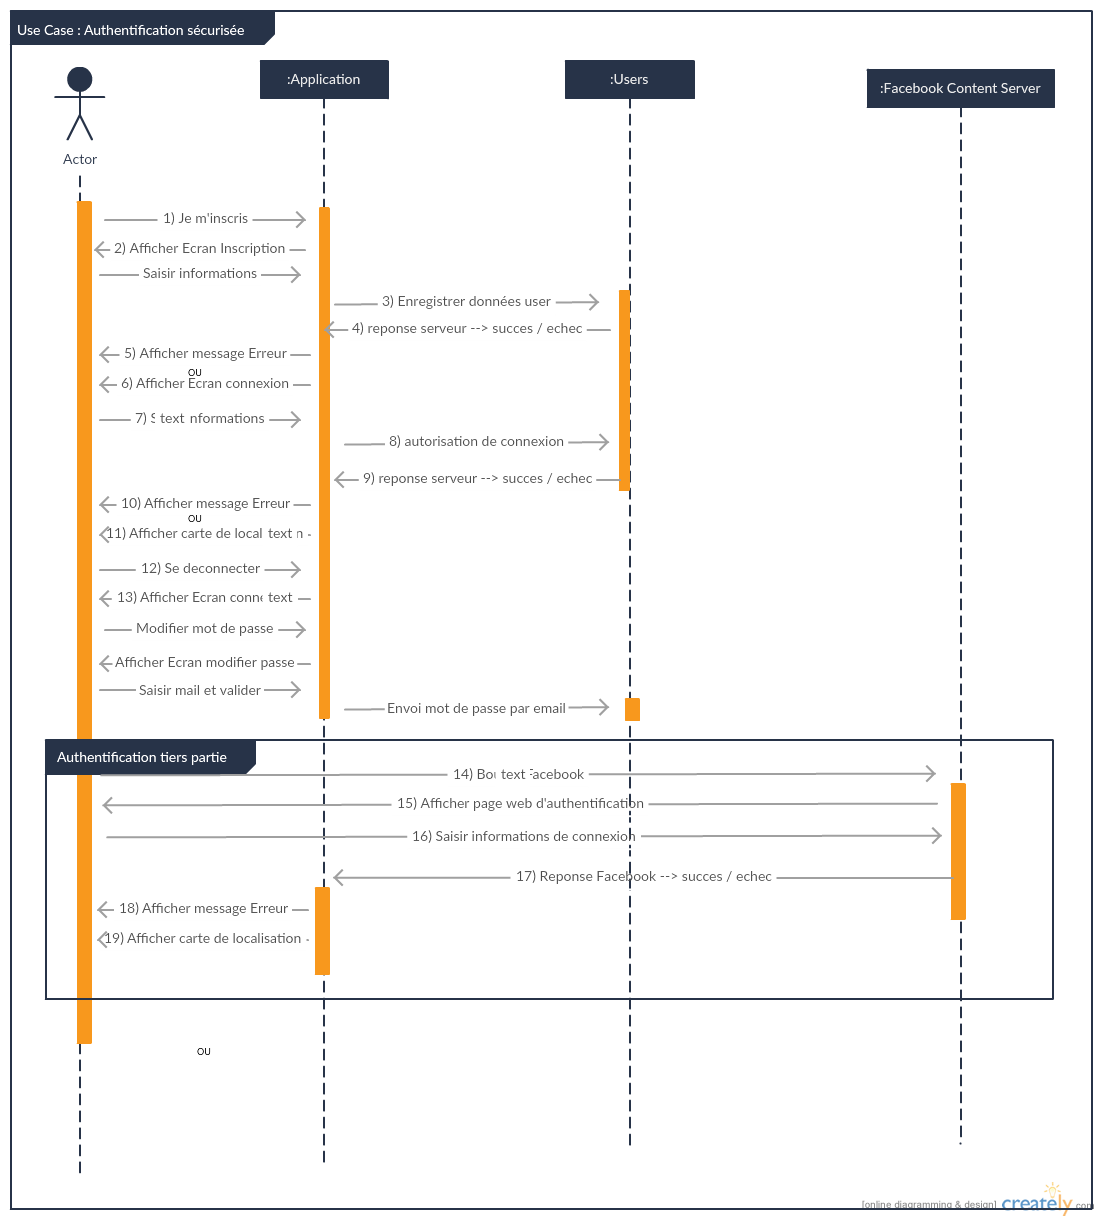 Use Case : Authentification sécurisée
:Application
:Users
:Facebook Content Server
Actor
1) Je m'inscris
2) Afficher Ecran Inscription
Saisir informations
3) Enregistrer données user
4) reponse serveur --> succes / echec
5) Afficher message Erreur
OU
6) Afficher Ecran connexion
7) S text nformations
8) autorisation de connexion
9) reponse serveur --> succes / echec
10) Afficher message Erreur
OU
11) Afficher carte de local text n
12) Se deconnecter
13) Afficher Ecran conne text
Modifier mot de passe
Afficher Ecran modifier passe
Saisir mail et valider
Envoi mot de passe par email
Authentification tiers partie
14) Bou text Facebook
15) Afficher page web d'authentification
16) Saisir informations de connexion
17) Reponse Facebook --> succes / echec
18) Afficher message Erreur
19) Afficher carte de localisation
OU
[online diagramming & design] creately.com